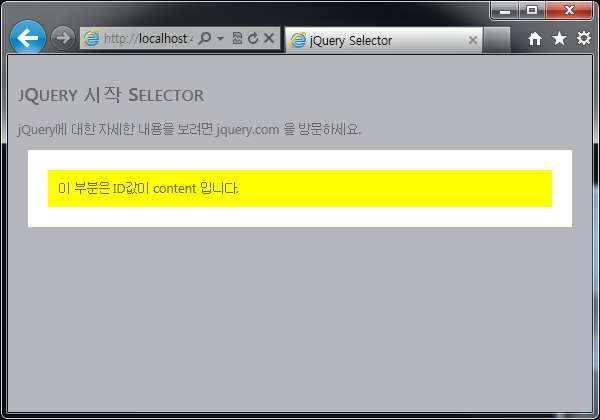 http://localhost:4
jQuery Selector
JQUERY 시작 SELECTOR
jQuery에 대한 자세한 내용을 보려면 jquery.com 을 방문하세요.
이 부분은 ID값이 content 입니다.